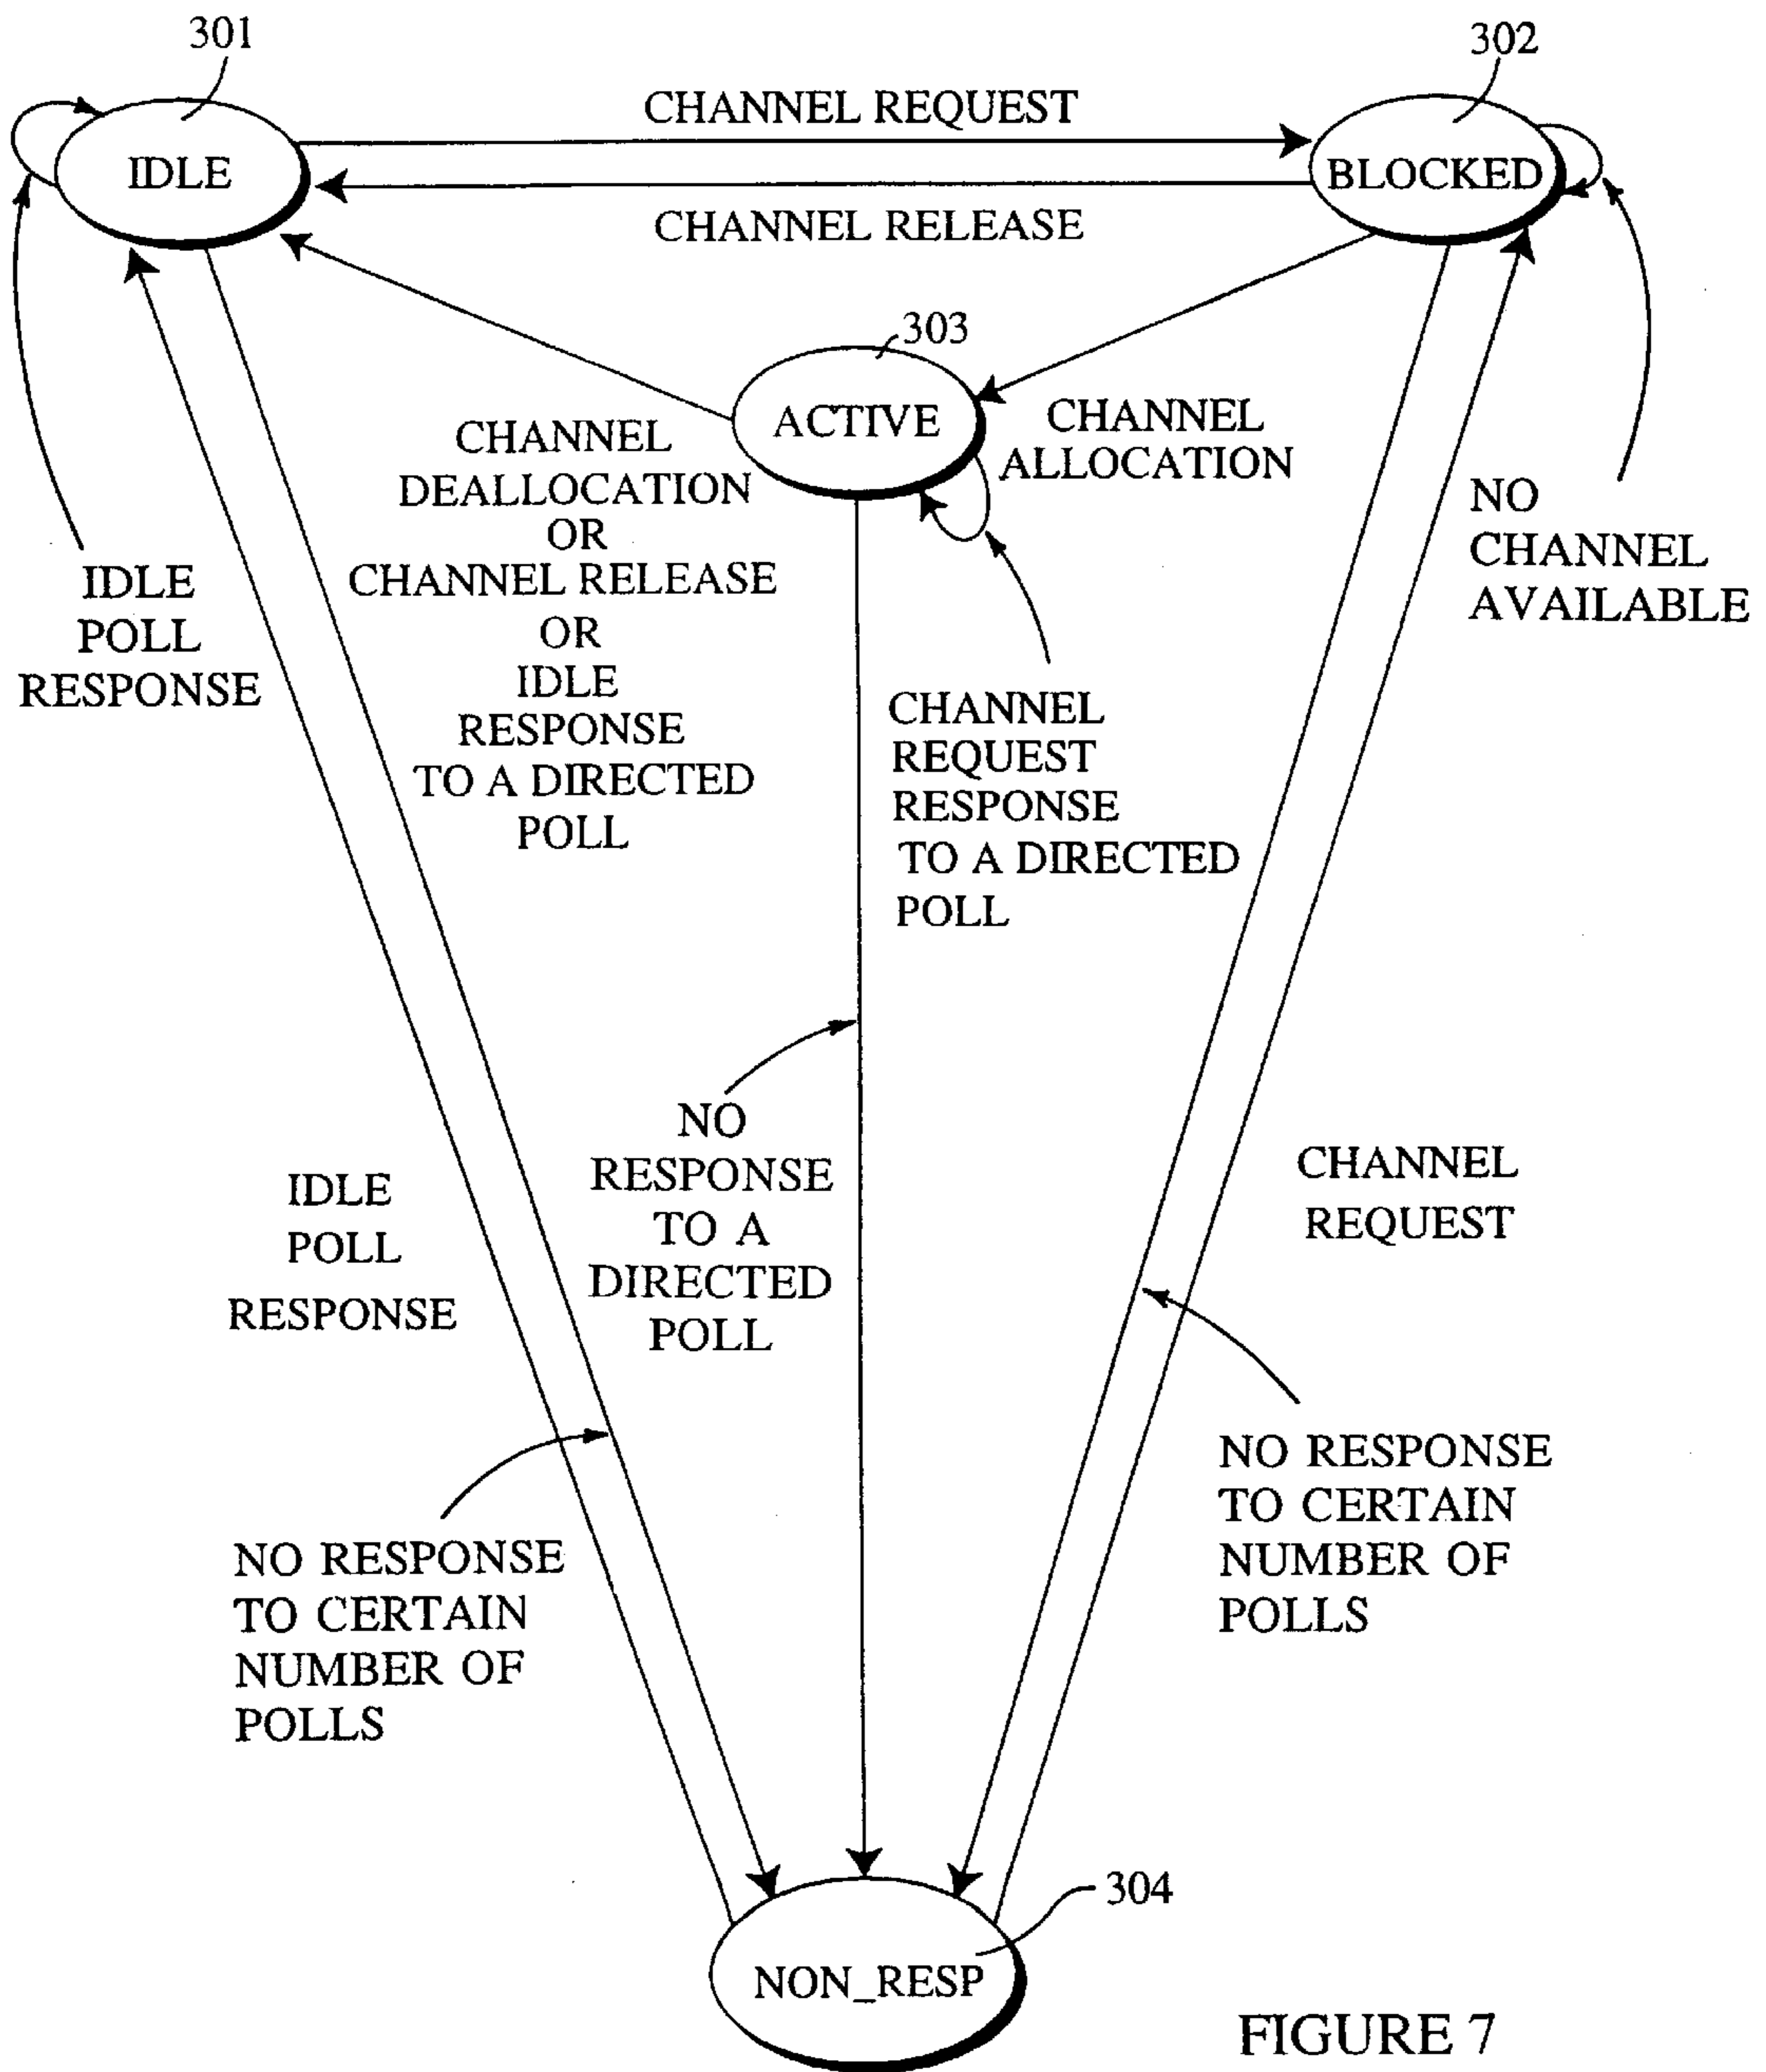 301
302
CHANNEL REQUEST
IDLE
BLOCKED
CHANNEL RELEASE
303
ACTIVE
CHANNEL
ALLOCATION
CHANNEL
DEALLOCATION
OR
CHANNEL RELEASE
OR
IDLE
RESPONSE
TO A DIRECTED
POLL
NO
CHANNEL
AVAILABLE
IDLE
POLL
RESPONSE
CHANNEL
REQUEST
RESPONSE
TO A DIRECTED
POLL
NO
RESPONSE
TO A
DIRECTED
POLL
CHANNEL
REQUEST
IDLE
POLL
RESPONSE
NO RESPONSE
TO CERTAIN
NUMBER OF
POLLS
NO RESPONSE
TO CERTAIN
NUMBER OF
POLLS
304
NON_RESP
FIGURE 7